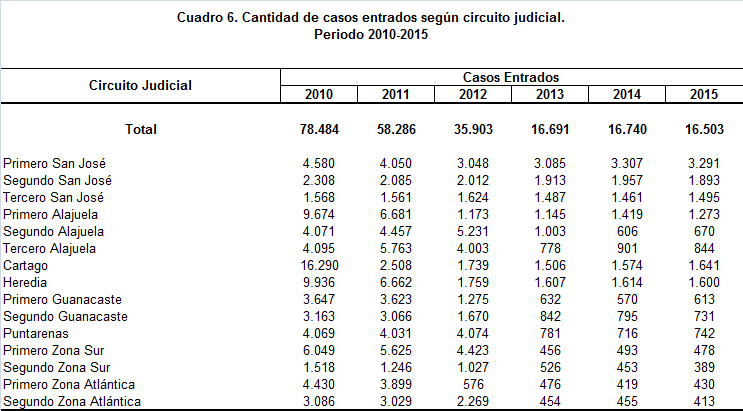 Cuadro 6. Cantidad de casos entrados según circuito judicial.
Periodo 2010-2015
Circuito Judicial Casos Entrados
2010 2011 2012 2013 2014 2015
Total 78.484 58.286 35.903 16.691 16.740 16.503
Primero San José 4.580 4.050 3.048 3.085 3.307 3.291
Segundo San José 2.308 2.085 2.012 1.913 1.957 1.893
Tercero San José 1.568 1.561 1.624 1.487 1.461 1.495
Primero Alajuela 9.674 6.681 1.173 1.145 1.419 1.273
Segundo Alajuela 4.071 4.457 5.231 1.003 606 670
Tercero Alajuela 4.095 5.763 4.003 778 901 844
Cartago 16.290 2.508 1.739 1.506 1.574 1.641
Heredia 9.936 6.662 1.759 1.607 1.614 1.600
Primero Guanacaste 3.647 3.623 1.275 632 570 613
Segundo Guanacaste 3.163 3.066 1.670 842 795 731
Puntarenas 4.069 4.031 4.074 781 716 742
Primero Zona Sur 6.049 5.625 4.423 456 493 478
Segundo Zona Sur 1.518 1.246 1.027 526 453 389
Primero Zona Atlántica 4.430 3.899 576 476 419 430
Segundo Zona Atlántica 3.086 3.029 2.269 454 455 413